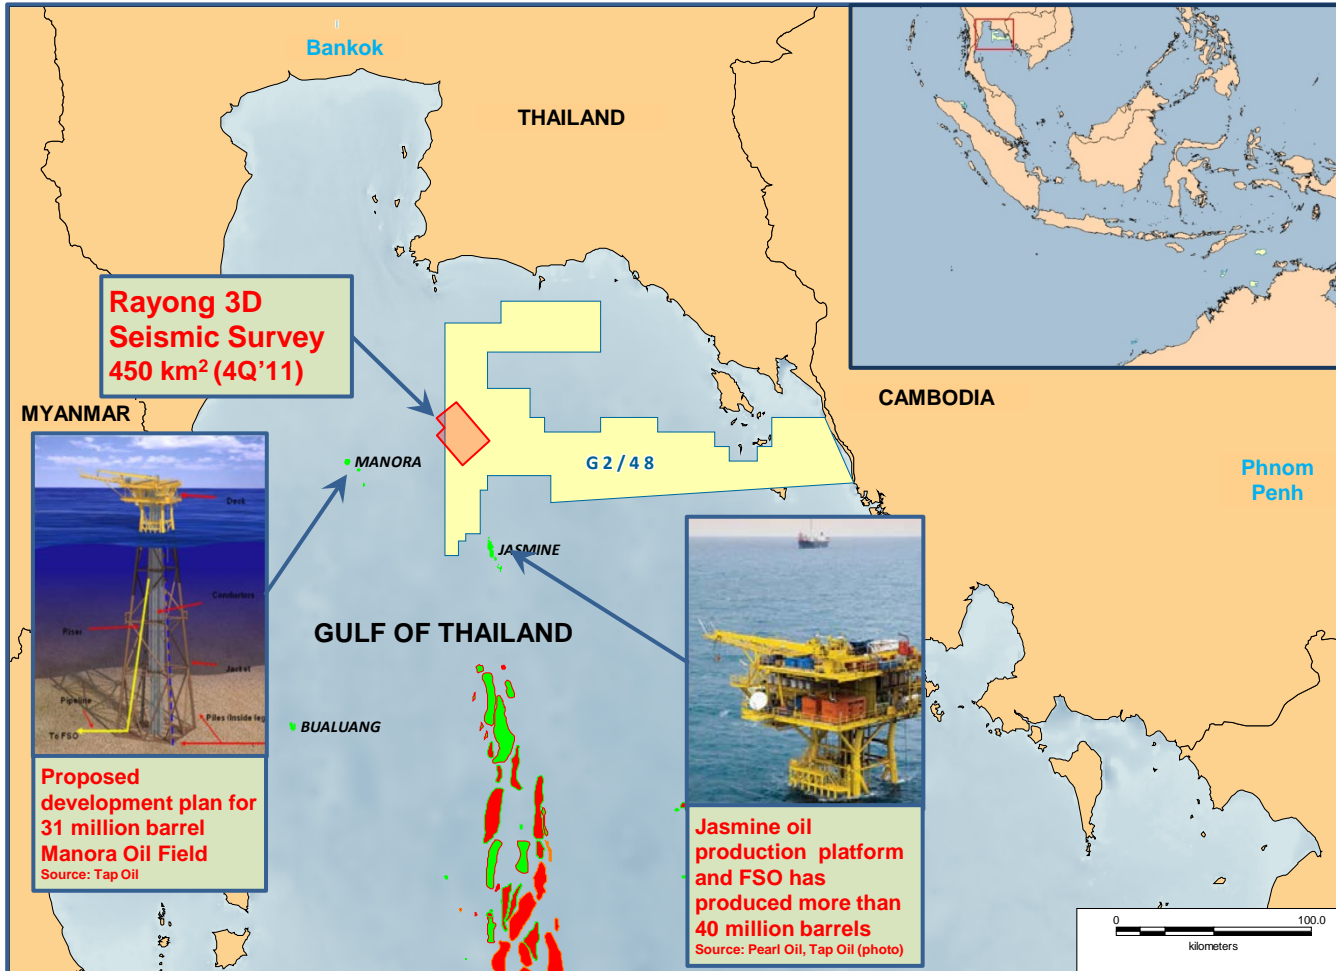 Bankok
THAILAND
Rayong 3D
Seismic Survey
450 km² (4Q’11)
MYANMAR
CAMBODIA
MANORA
G2/48
Phnom
Penh
Desk
Conductors
Riser
Jacket
Pipeline
Piles (Inside leg
To FSO
JASMINE
GULF OF THAILAND
BUALUANG
Proposed
development plan for
31 million barrel
Manora Oil Field
Source: Tap Oil
Jasmine oil
production platform
and FSO has
produced more than
40 million barrels
Source: Pearl Oil, Tap Oil (photo)
0 100.0
kilometers